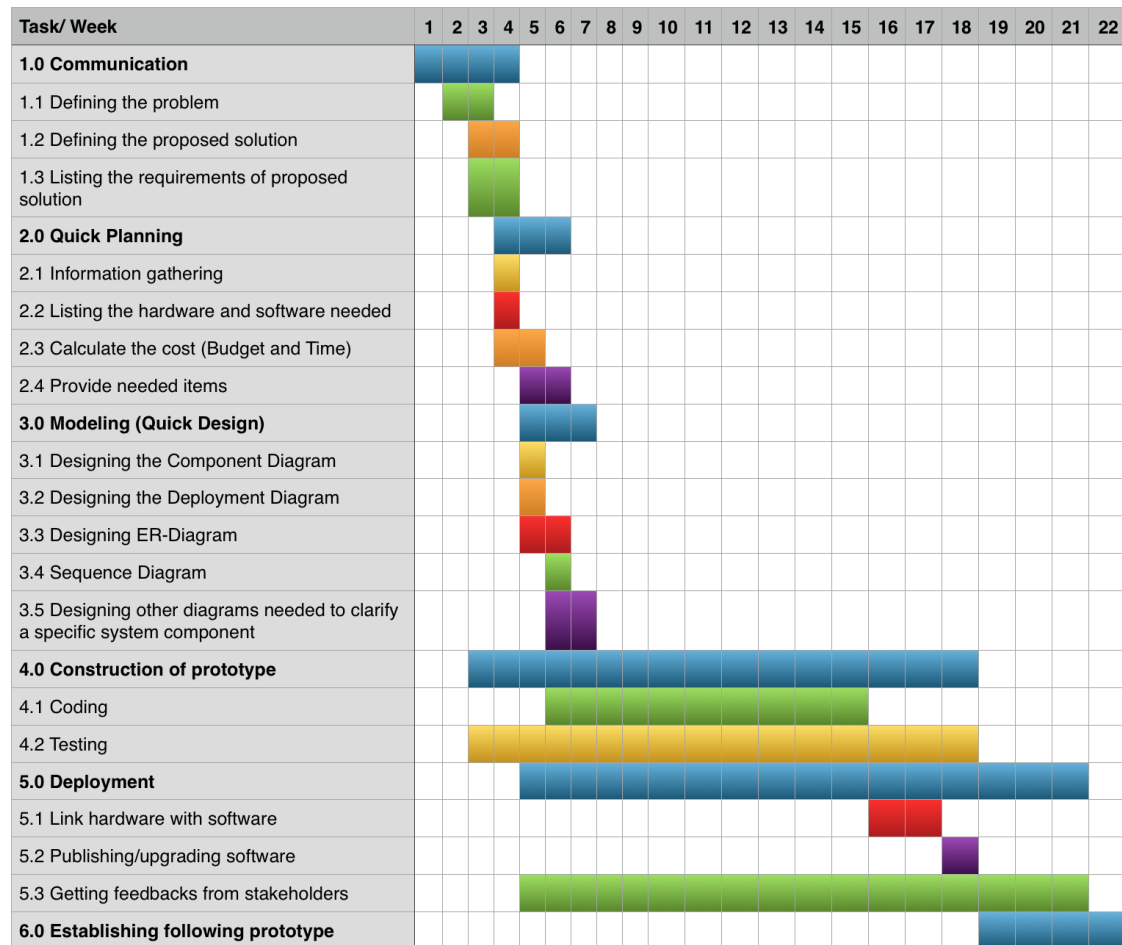 Task/ Week 1 2 3 4 5 6 7 8 9 10 11 12 13 14 15 16 17 18 19 20 21 22
1.0 Communication
1.1 Defining the problem
1.2 Defining the proposed solution
1.3 Listing the requirements of proposed
solution
2.0 Quick Planning
2.1 Information gathering
2.2 Listing the hardware and software needed
2.3 Calculate the cost (Budget and Time)
2.4 Provide needed items
3.0 Modeling (Quick Design)
3.1 Designing the Component Diagram
3.2 Designing the Deployment Diagram
3.3 Designing ER-Diagram
3.4 Sequence Diagram
3.5 Designing other diagrams needed to clarify
a specific system component
4.0 Construction of prototype
4.1 Coding
4.2 Testing
5.0 Deployment
5.1 Link hardware with software
5.2 Publishing/upgrading software
5.3 Getting feedbacks from stakeholders
6.0 Establishing following prototype